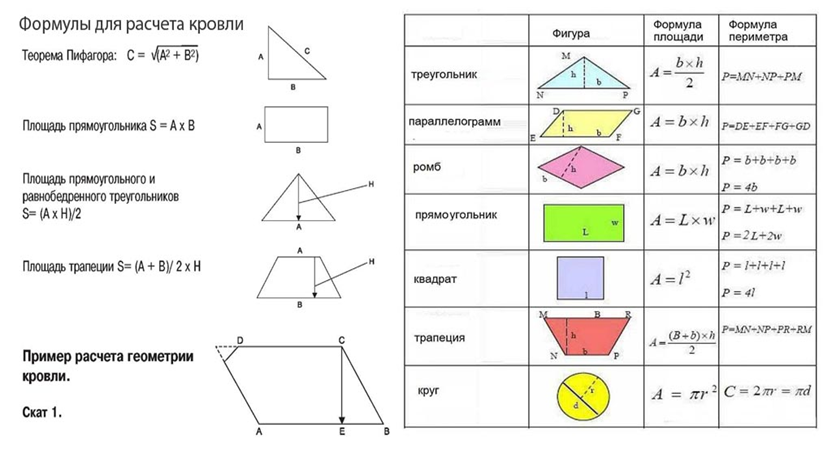 Формулы для расчета кровли
Теорема Пифагора: C = √(A² + B²)
A
C
B
Площадь прямоугольника S = A x B
A
B
Площадь прямоугольного и
равнобедренного треугольников
S= (A x H)/2
H
A
Площадь трапеции S= (A + B)/ 2 x H
A
H
B
Пример расчета геометрии
кровли.
Скат 1.
D
C
A
E
B
Фигура
Формула
площади
Формула
периметра
треугольник
M
h
b
N
P
A = b×h/2
P=MN+NP+PM
параллелограмм
D
G
h
b
E
F
A = b×h
P=DE+EF+FG+GD
ромб
h
b
A = b×h
P = b+b+b+b
P = 4b
прямоугольник
w
L
A = L×w
P = L+w+L+w
P =2L+2w
квадрат
l
A = l²
P = l+l+l+l
P = 4l
трапеция
M
B
R
h
b
N
P
A = (B+b)×h/2
P=MN+NP+PR+RM
круг
r
d
A = πr²
C = 2πr = πd